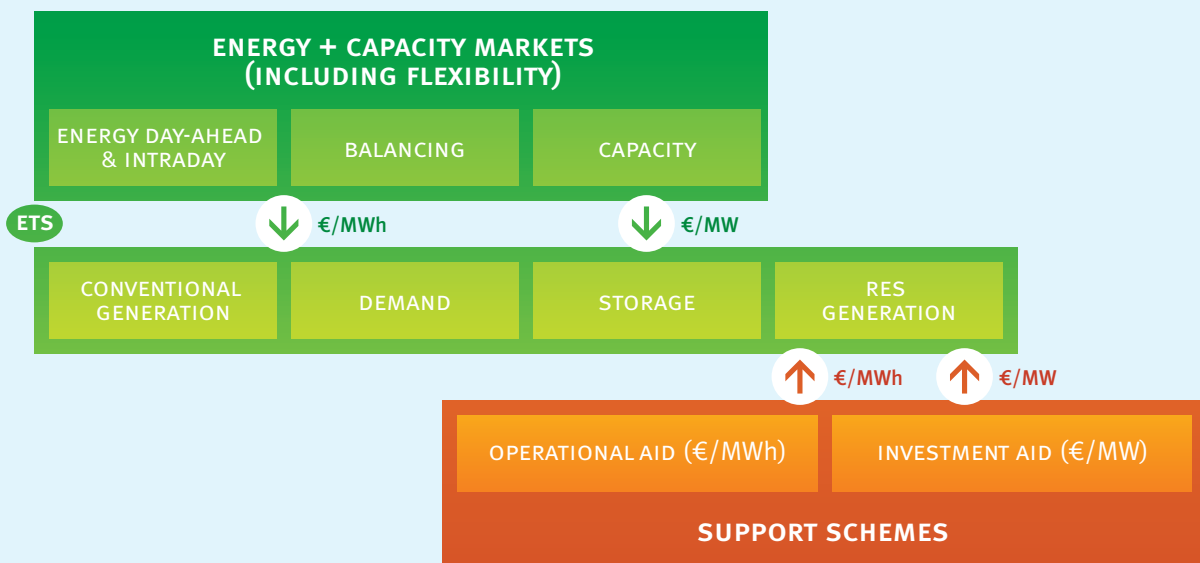 ENERGY + CAPACITY MARKETS
(INCLUDING FLEXIBILITY)
ENERGY DAY-AHEAD
& INTRADAY
BALANCING
CAPACITY
ETS
€/MWh
€/MW
CONVENTIONAL
GENERATION
DEMAND
STORAGE
RES
GENERATION
€/MWh
€/MW
OPERATIONAL AID (€/MWh)
INVESTMENT AID (€/MW)
SUPPORT SCHEMES